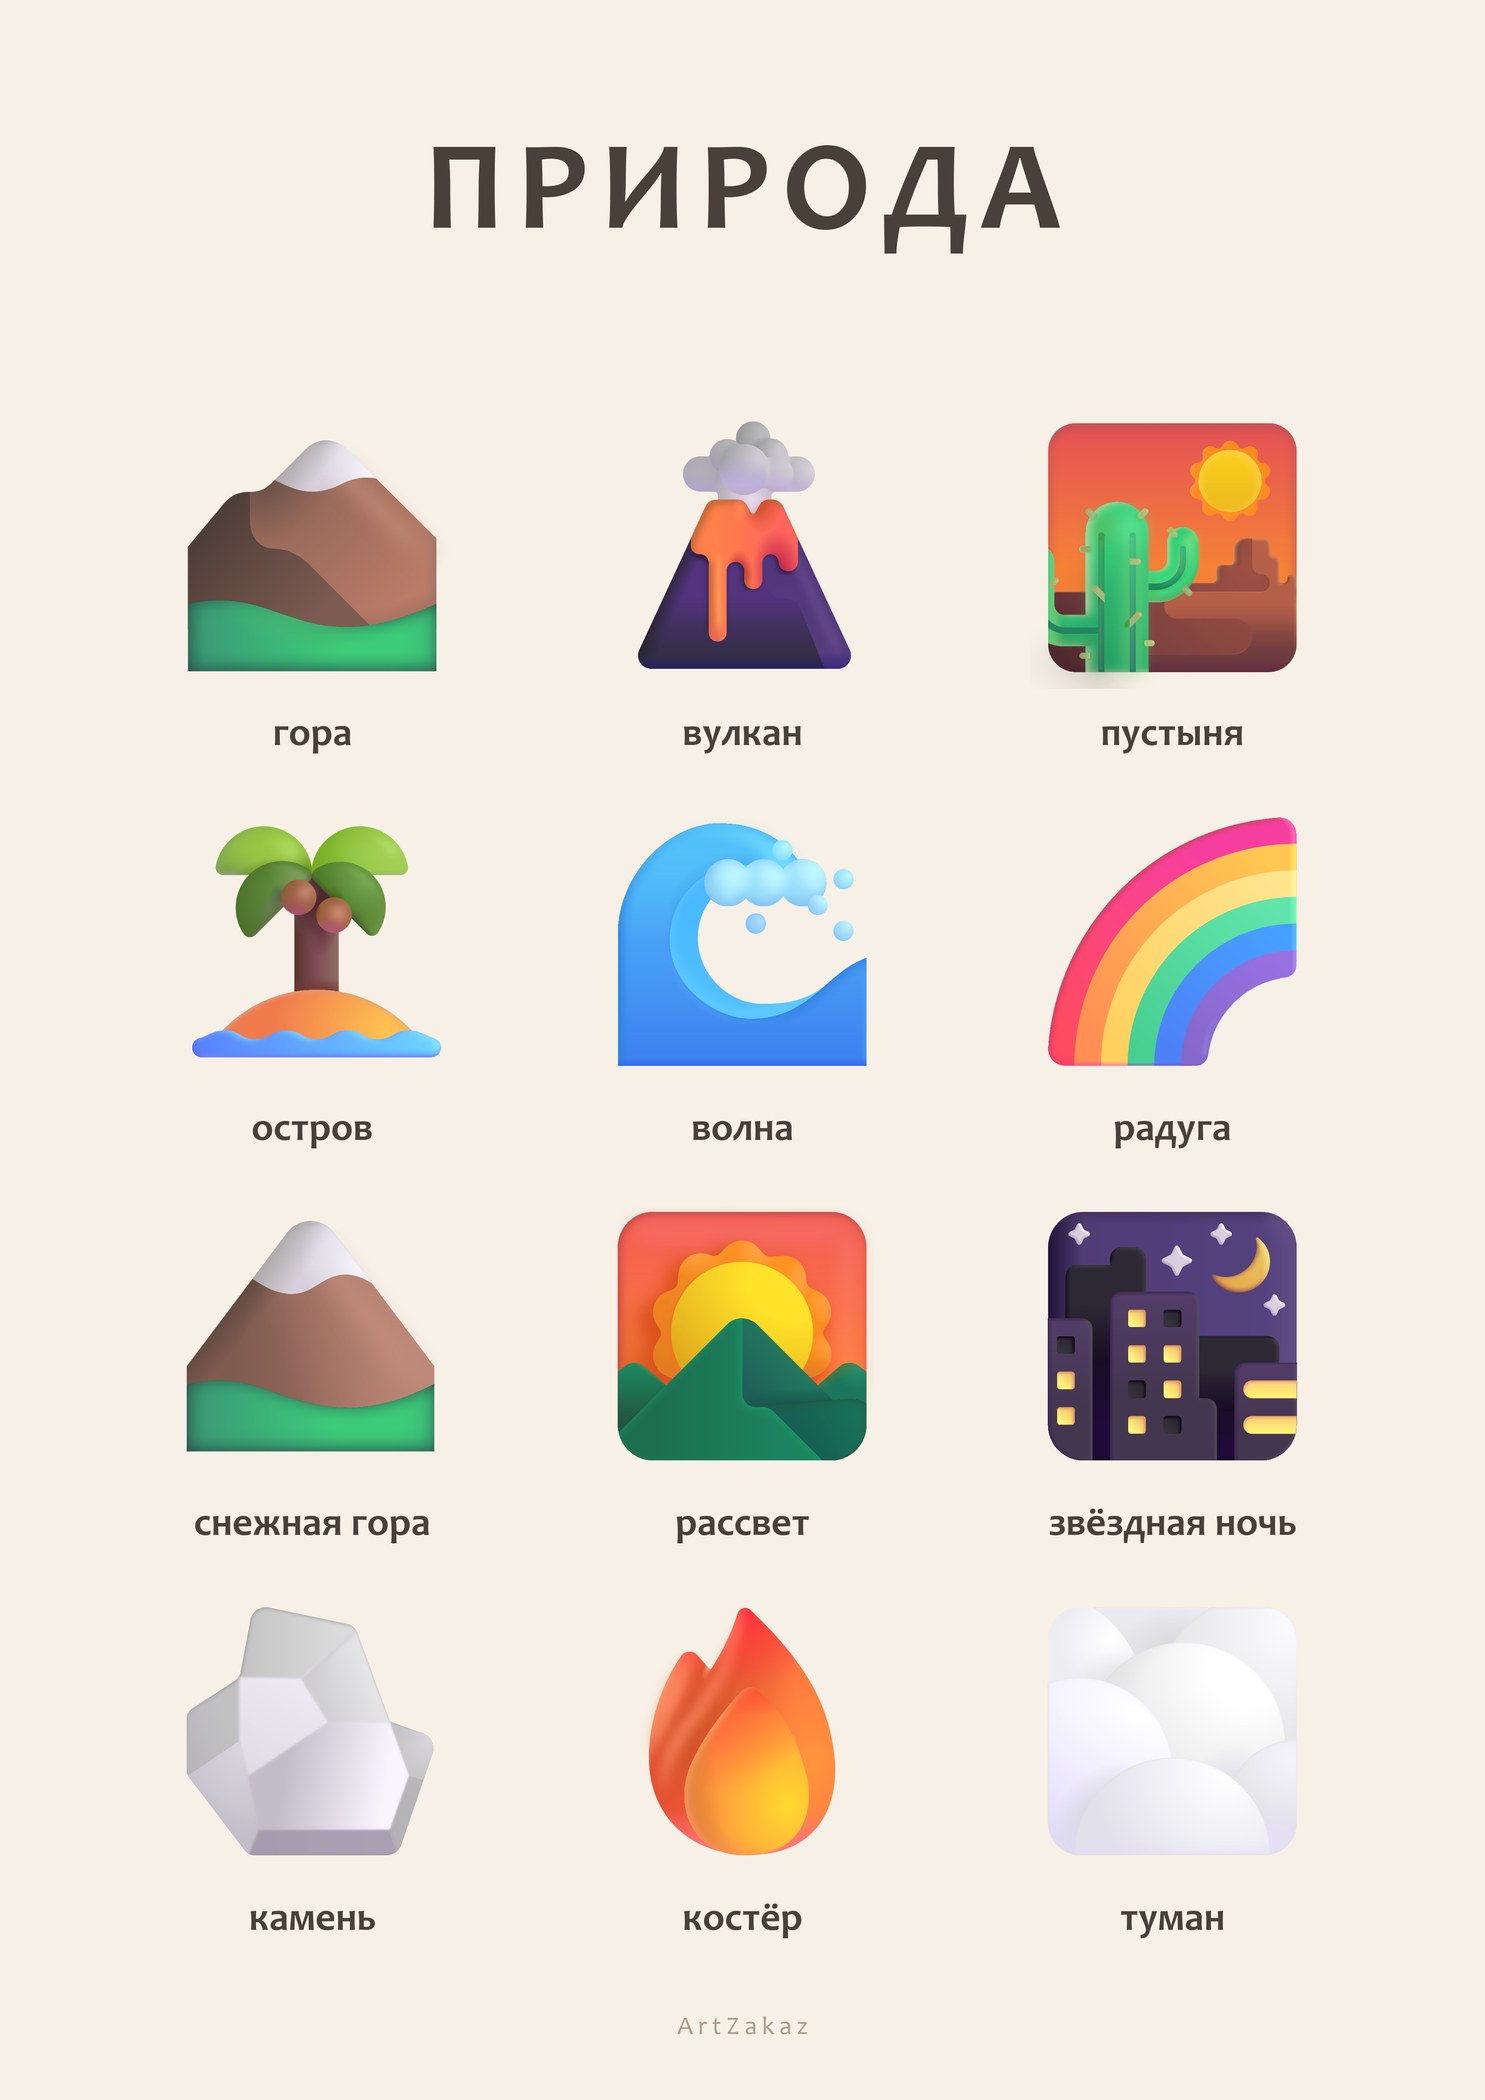 ПРИРОДА
гора
вулкан
пустыня
остров
волна
радуга
снежная гора
рассвет
звёздная ночь
камень
костёр
туман
ArtZakaz